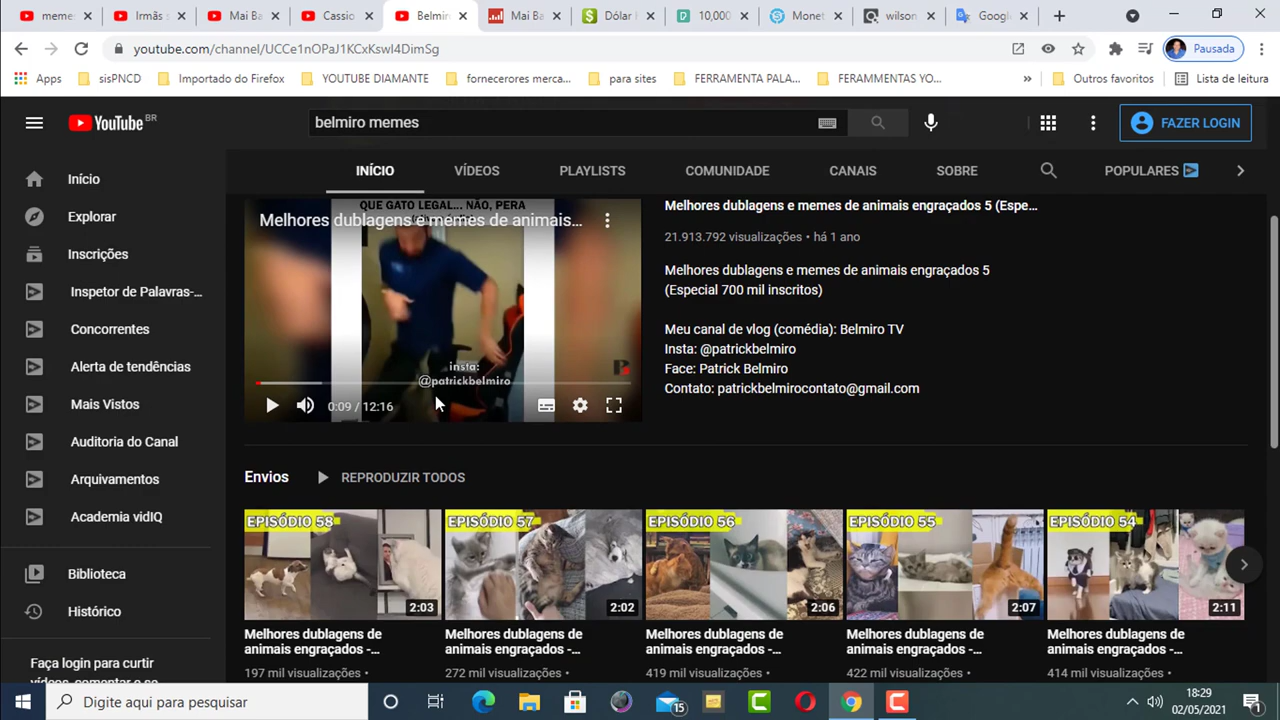 meme:
Irmãs s
Mai Ba
Cassio
Belmir
Mai Ba
Dólar
10,000
Monet
wilson
Google
youtube.com/channel/UCCe1nOPaJ1KCxKswl4DimSg
Pausada
Apps
sisPNCD
Importado do Firefox
YOUTUBE DIAMANTE
fornecerores merca...
para sites
FERRAMENTA PALA...
FERAMMENTAS YO...
»
Outros favoritos
Lista de leitura
YouTube BR
belmiro memes
FAZER LOGIN
INÍCIO
VÍDEOS
PLAYLISTS
COMUNIDADE
CANAIS
SOBRE
POPULARES
Início
Explorar
Inscrições
Inspetor de Palavras-...
Concorrentes
Alerta de tendências
Mais Vistos
Auditoria do Canal
Arquivamentos
Academia vidIQ
Biblioteca
Histórico
Faça login para curtir
vídeos, comentar e se
QUE GATO LEGAL... NÃO, PERA
Melhores dublagens e memes de animais...
insta:
@patrickbelmiro
0:09 / 12:16
Melhores dublagens e memes de animais engraçados 5 (Espe...
21.913.792 visualizações • há 1 ano
Melhores dublagens e memes de animais engraçados 5
(Especial 700 mil inscritos)
Meu canal de vlog (comédia): Belmiro TV
Insta: @patrickbelmiro
Face: Patrick Belmiro
Contato: patrickbelmirocontato@gmail.com
Envios
REPRODUZIR TODOS
EPISÓDIO 58
2:03
Melhores dublagens de
animais engraçados -...
197 mil visualizações •
EPISÓDIO 57
2:02
Melhores dublagens de
animais engraçados -...
272 mil visualizações •
EPISÓDIO 56
2:06
Melhores dublagens de
animais engraçados -...
419 mil visualizações •
EPISÓDIO 55
2:07
Melhores dublagens de
animais engraçados -...
422 mil visualizações •
EPISÓDIO 54
2:11
Melhores dublagens de
animais engraçados -...
414 mil visualizações •
Digite aqui para pesquisar
15
18:29
02/05/2021
1